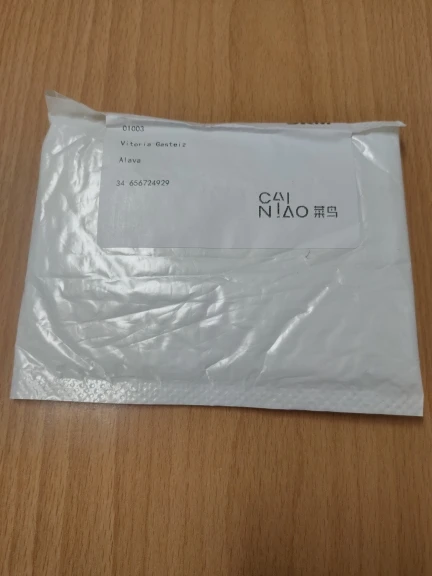 01003
Vitoria-Gasteiz
Alava
34 656724929
CAI
NIAO 菜鸟